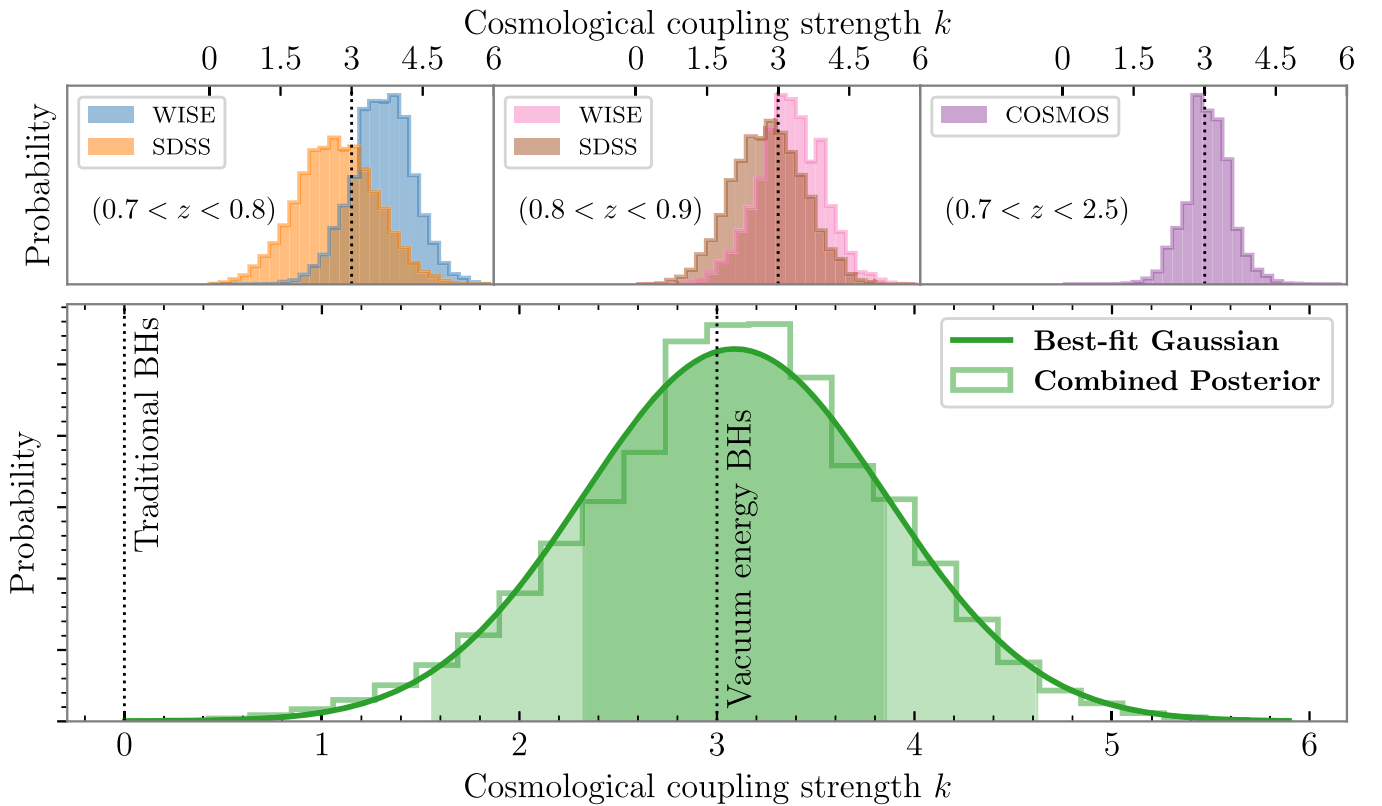 Cosmological coupling strength k
0 1.5 3 4.5 6 0 1.5 3 4.5 6 0 1.5 3 4.5 6
Probability
WISE
SDSS
(0.7 < z < 0.8)
WISE
SDSS
(0.8 < z < 0.9)
COSMOS
(0.7 < z < 2.5)
Probability
Traditional BHs
Vacuum energy BHs
Best-fit Gaussian
Combined Posterior
0 1 2 3 4 5 6
Cosmological coupling strength k